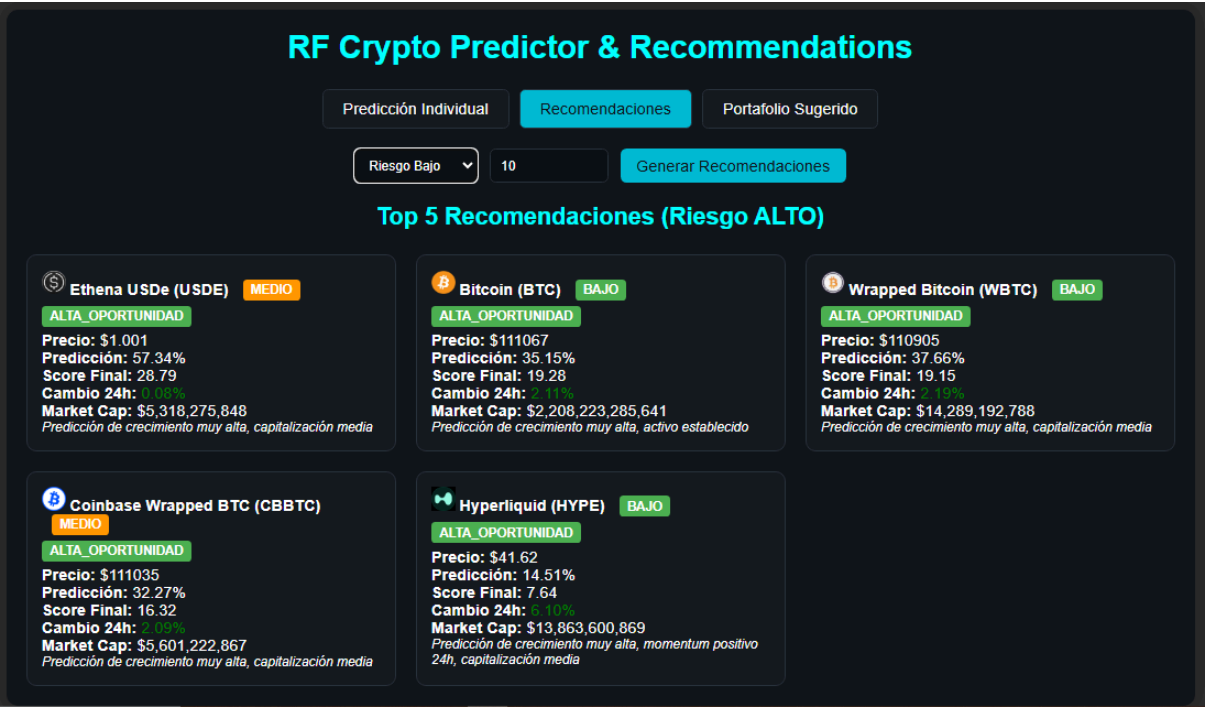 RF Crypto Predictor & Recommendations
Predicción Individual
Recomendaciones
Portafolio Sugerido
Riesgo Bajo
10
Generar Recomendaciones
Top 5 Recomendaciones (Riesgo ALTO)
Ethena USDe (USDE) MEDIO
ALTA_OPORTUNIDAD
Precio: $1.001
Predicción: 57.34%
Score Final: 28.79
Cambio 24h: 0.08%
Market Cap: $5,318,275,848
Predicción de crecimiento muy alta, capitalización media
Bitcoin (BTC) BAJO
ALTA_OPORTUNIDAD
Precio: $111067
Predicción: 35.15%
Score Final: 19.28
Cambio 24h: 2.11%
Market Cap: $2,208,223,285,641
Predicción de crecimiento muy alta, activo establecido
Wrapped Bitcoin (WBTC) BAJO
ALTA_OPORTUNIDAD
Precio: $110905
Predicción: 37.66%
Score Final: 19.15
Cambio 24h: 2.19%
Market Cap: $14,289,192,788
Predicción de crecimiento muy alta, capitalización media
Coinbase Wrapped BTC (CBBTC)
MEDIO
ALTA_OPORTUNIDAD
Precio: $111035
Predicción: 32.27%
Score Final: 16.32
Cambio 24h: 2.09%
Market Cap: $5,601,222,867
Predicción de crecimiento muy alta, capitalización media
Hyperliquid (HYPE) BAJO
ALTA_OPORTUNIDAD
Precio: $41.62
Predicción: 14.51%
Score Final: 7.64
Cambio 24h: 6.10%
Market Cap: $13,863,600,869
Predicción de crecimiento muy alta, momentum positivo
24h, capitalización media